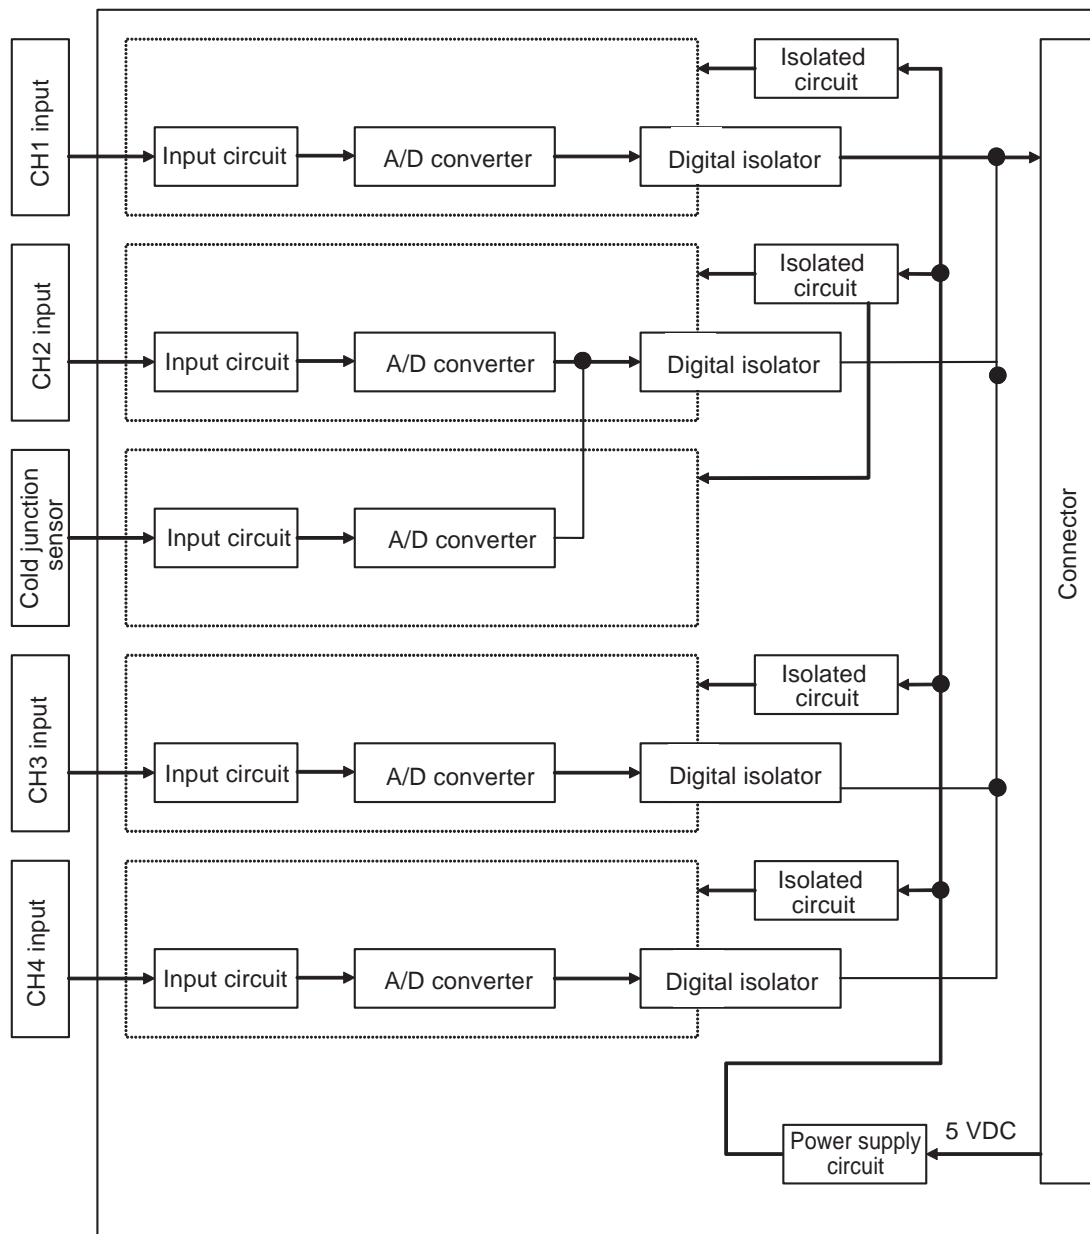 CH1 input
Input circuit
A/D converter
Digital isolator
Isolated
circuit
CH2 input
Input circuit
A/D converter
Digital isolator
Isolated
circuit
Cold junction
sensor
Input circuit
A/D converter
Connector
CH3 input
Input circuit
A/D converter
Digital isolator
Isolated
circuit
CH4 input
Input circuit
A/D converter
Digital isolator
Isolated
circuit
Power supply
circuit
5 VDC